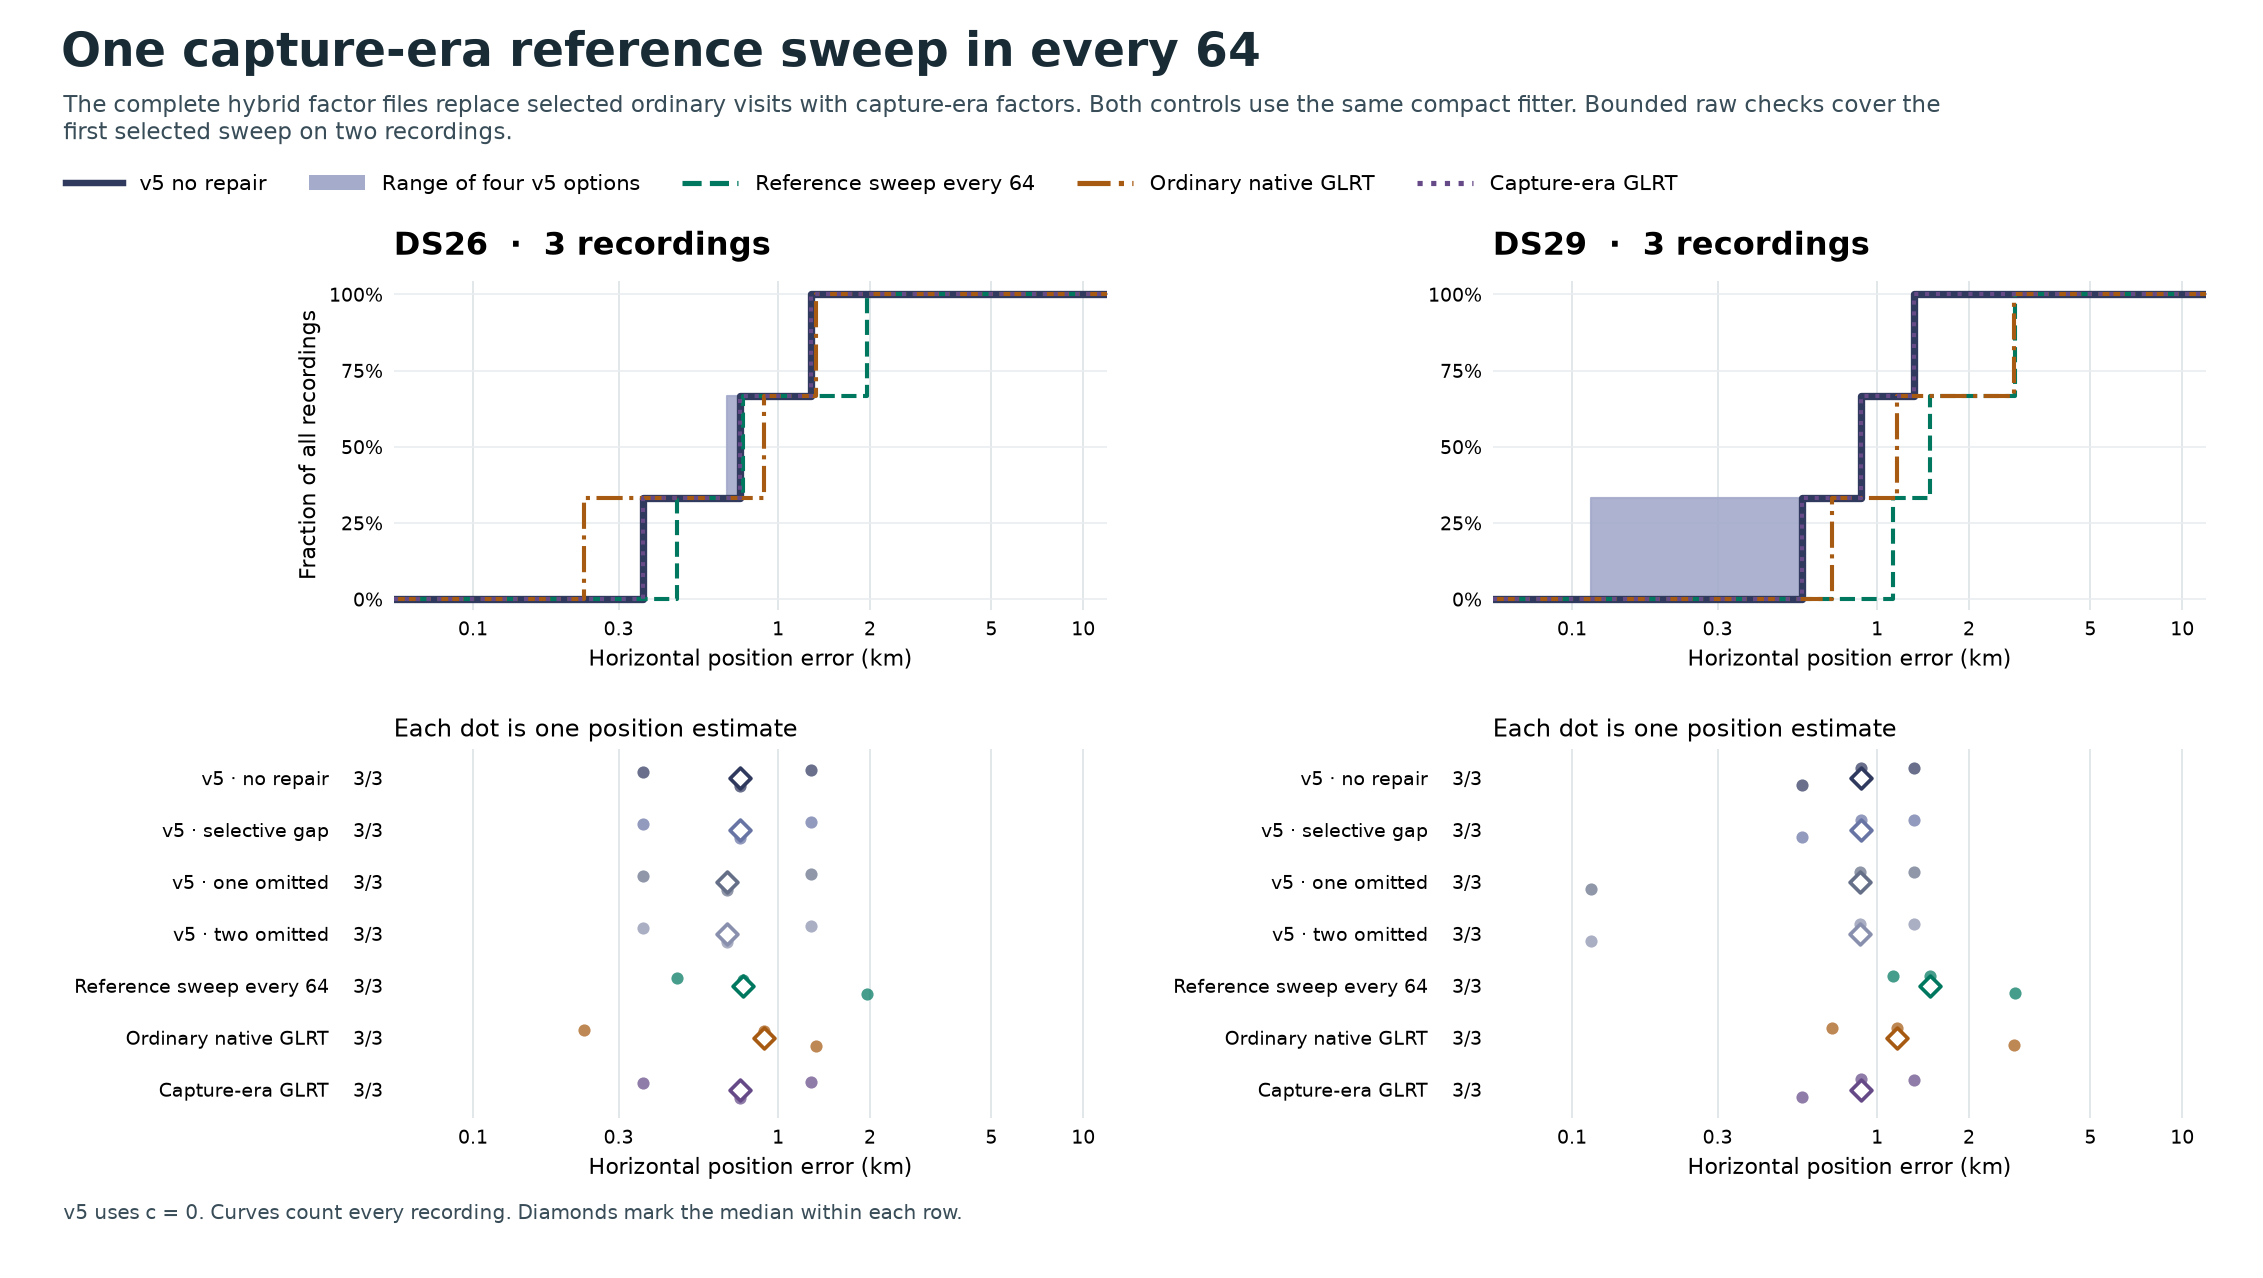 One capture-era reference sweep in every 64
The complete hybrid factor files replace selected ordinary visits with capture-era factors. Both controls use the same compact fitter. Bounded raw checks cover the
first selected sweep on two recordings.
v5 no repair
Range of four v5 options
Reference sweep every 64
Ordinary native GLRT
Capture-era GLRT
DS26 · 3 recordings
Fraction of all recordings
100%
75%
50%
25%
0%
0.1 0.3 1 2 5 10
Horizontal position error (km)
DS29 · 3 recordings
100%
75%
50%
25%
0%
0.1 0.3 1 2 5 10
Horizontal position error (km)
Each dot is one position estimate
v5 · no repair 3/3
v5 · selective gap 3/3
v5 · one omitted 3/3
v5 · two omitted 3/3
Reference sweep every 64 3/3
Ordinary native GLRT 3/3
Capture-era GLRT 3/3
0.1 0.3 1 2 5 10
Horizontal position error (km)
Each dot is one position estimate
v5 · no repair 3/3
v5 · selective gap 3/3
v5 · one omitted 3/3
v5 · two omitted 3/3
Reference sweep every 64 3/3
Ordinary native GLRT 3/3
Capture-era GLRT 3/3
0.1 0.3 1 2 5 10
Horizontal position error (km)
v5 uses c = 0. Curves count every recording. Diamonds mark the median within each row.